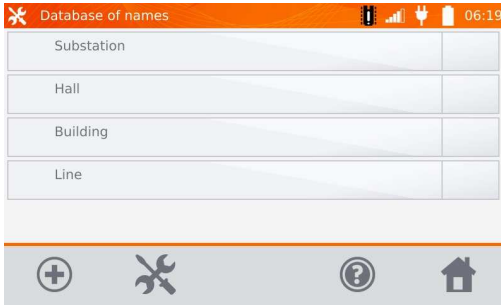 Database of names
06:19
Substation
Hall
Building
Line